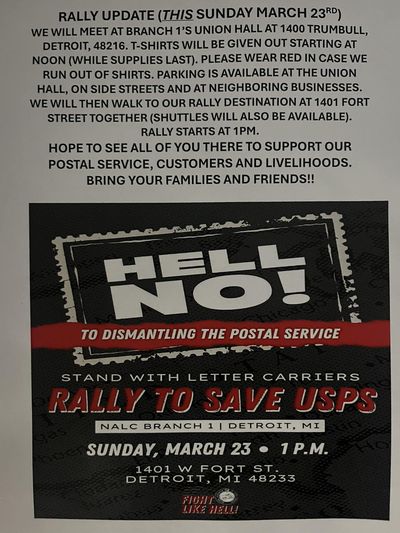 RALLY UPDATE (THIS SUNDAY MARCH 23RD)
WE WILL MEET AT BRANCH 1'S UNION HALL AT 1400 TRUMBULL,
DETROIT, 48216. T-SHIRTS WILL BE GIVEN OUT STARTING AT
NOON (WHILE SUPPLIES LAST). PLEASE WEAR RED IN CASE WE
RUN OUT OF SHIRTS. PARKING IS AVAILABLE AT THE UNION
HALL, ON SIDE STREETS AND AT NEIGHBORING BUSINESSES.
WE WILL THEN WALK TO OUR RALLY DESTINATION AT 1401 FORT
STREET TOGETHER (SHUTTLES WILL ALSO BE AVAILABLE).
RALLY STARTS AT 1PM.
HOPE TO SEE ALL OF YOU THERE TO SUPPORT OUR
POSTAL SERVICE, CUSTOMERS AND LIVELIHOODS.
BRING YOUR FAMILIES AND FRIENDS!!
HELL
NO!
TO DISMANTLING THE POSTAL SERVICE
STAND WITH LETTER CARRIERS
RALLY TO SAVE USPS
NALC BRANCH 1 | DETROIT, MI
SUNDAY, MARCH 23 • 1 P.M.
1401 W FORT ST.
DETROIT, MI 48233
FIGHT
LIKE HELL!